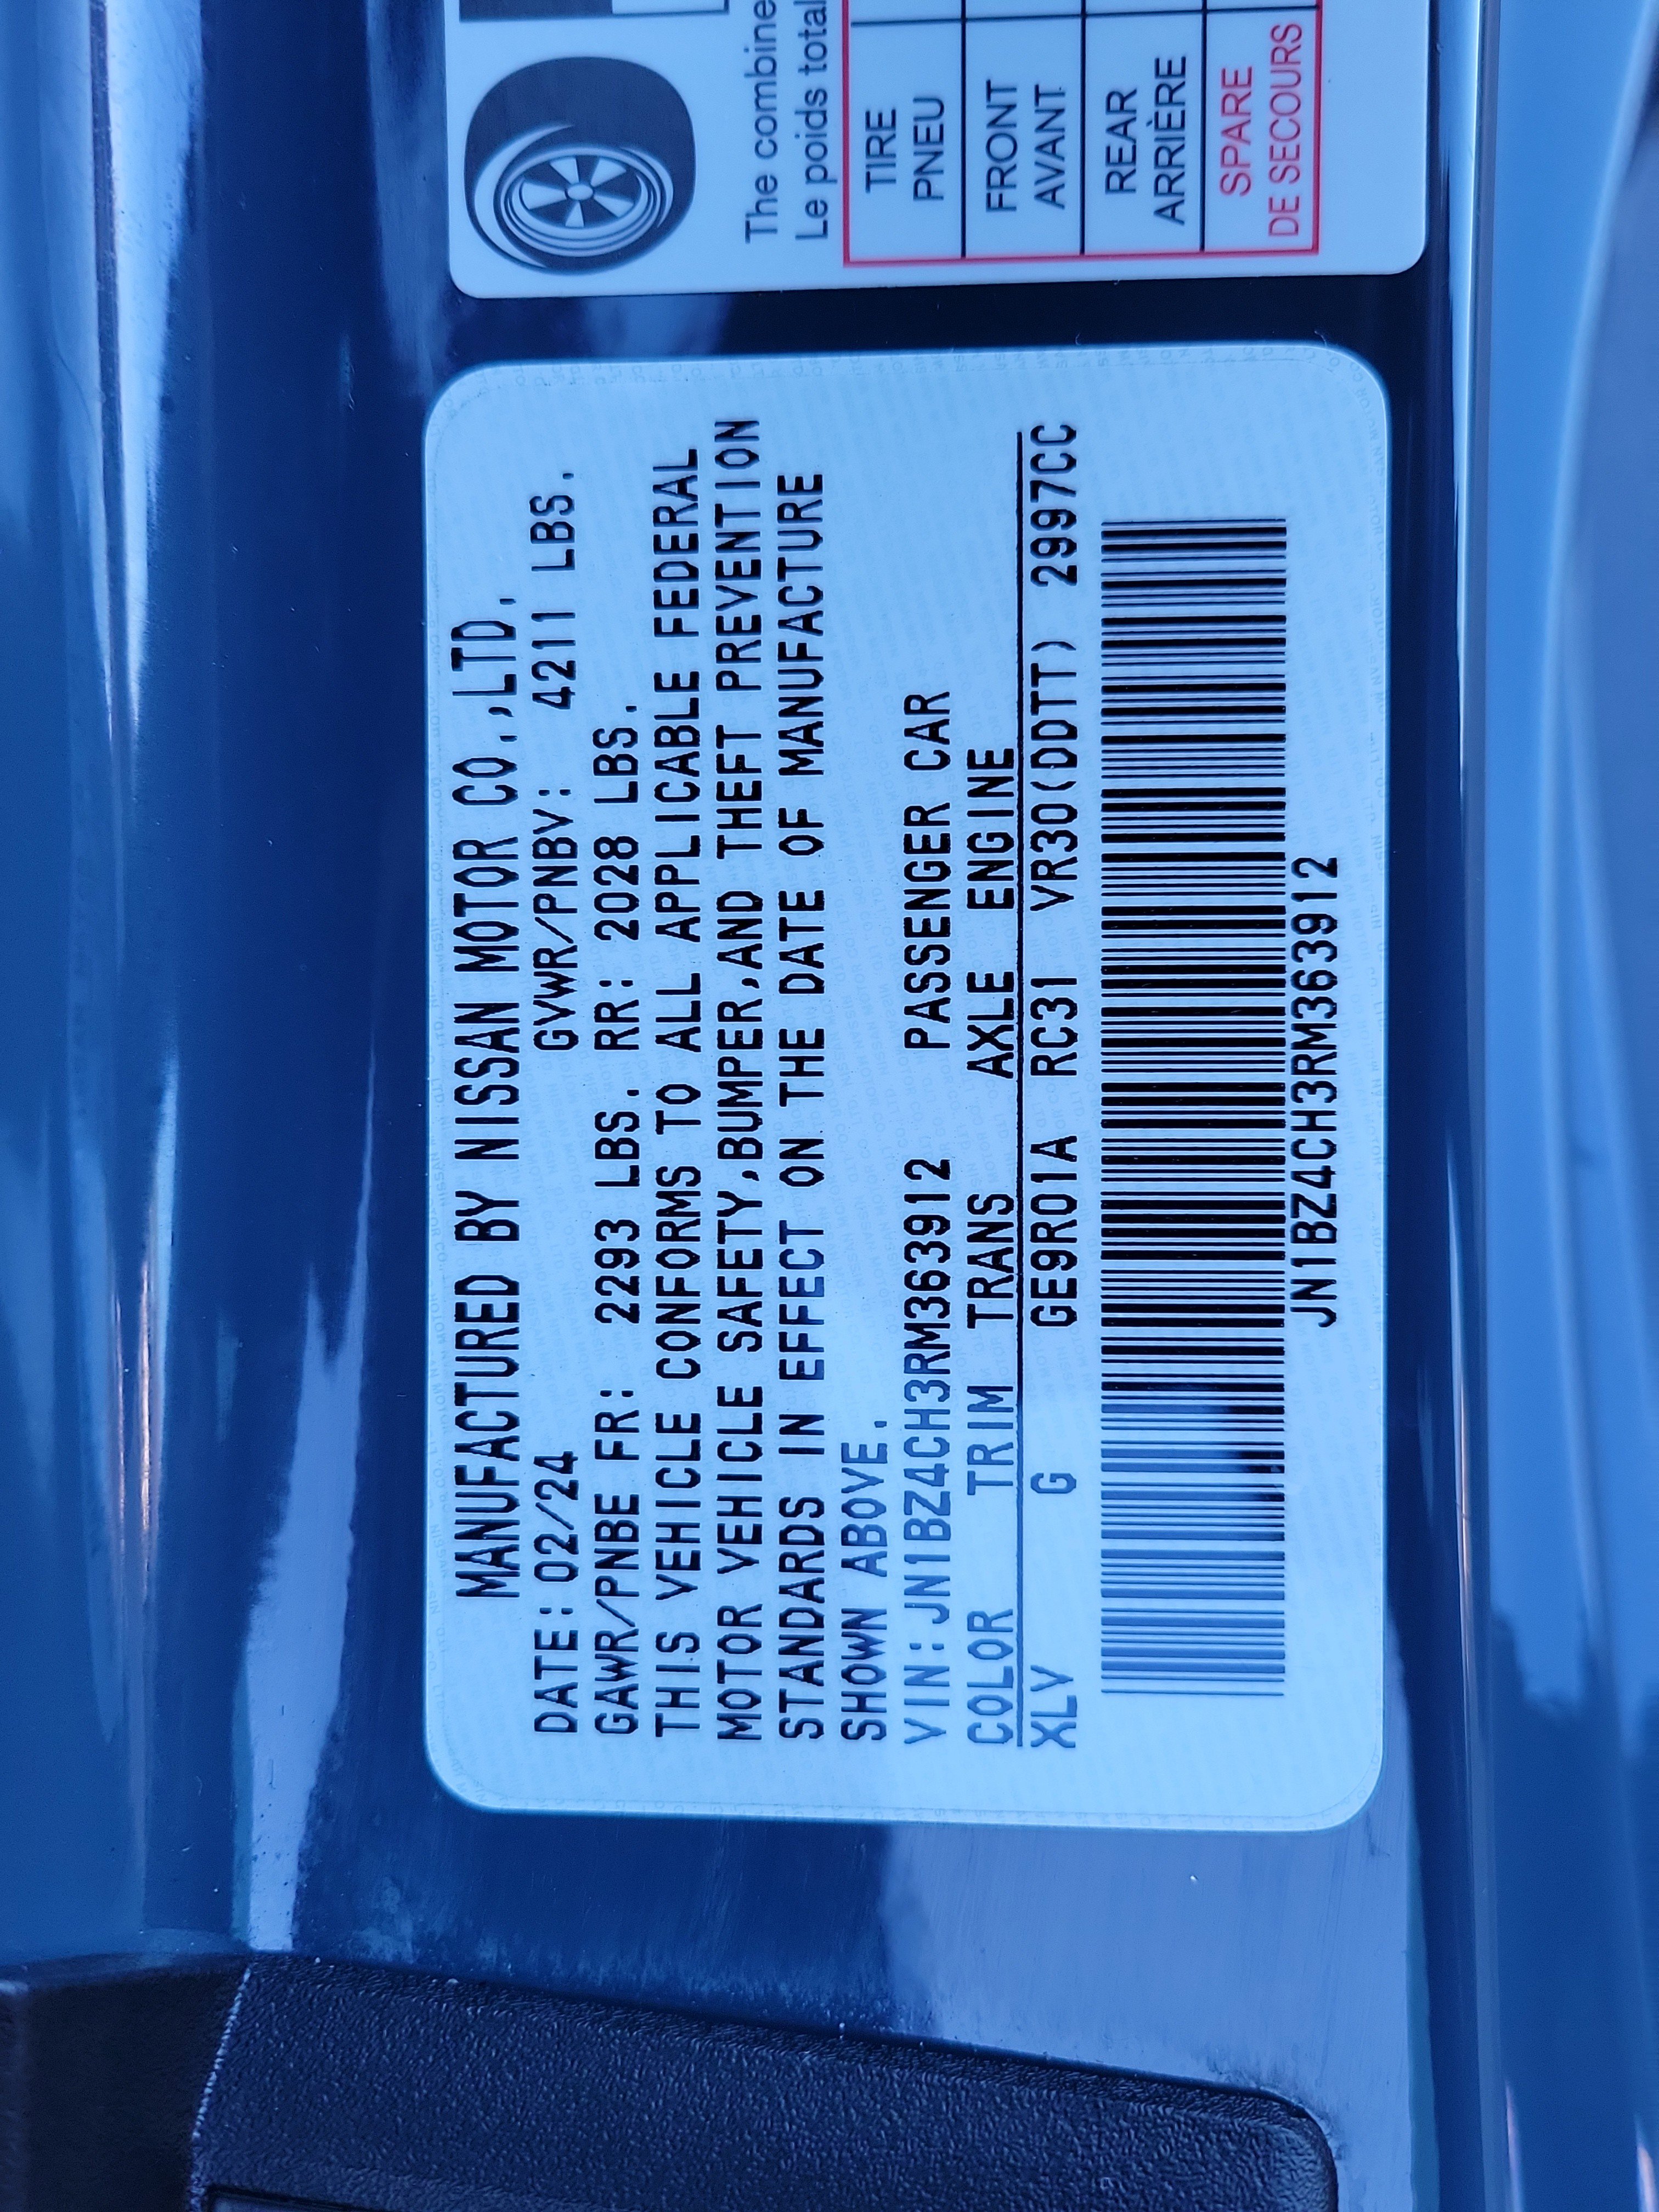 MANUFACTURED BY NISSAN MOTOR CO.,LTD.
DATE:02/24 GVWR/PNBV: 4211 LBS.
GAWR/PNBE FR: 2293 LBS. RR: 2028 LBS.
THIS VEHICLE CONFORMS TO ALL APPLICABLE FEDERAL
MOTOR VEHICLE SAFETY,BUMPER,AND THEFT PREVENTION
STANDARDS IN EFFECT ON THE DATE OF MANUFACTURE
SHOWN ABOVE.
VIN:JN1BZ4CH3RM363912 PASSENGER CAR
COLOR TRIM TRANS AXLE ENGINE
XLV G GE9R01A RC31 VR30(DDTT) 2997CC
JN1BZ4CH3RM363912
The combine
Le poids total
TIRE
PNEU
FRONT
AVANT
REAR
ARRIÈRE
SPARE
DE SECOURS